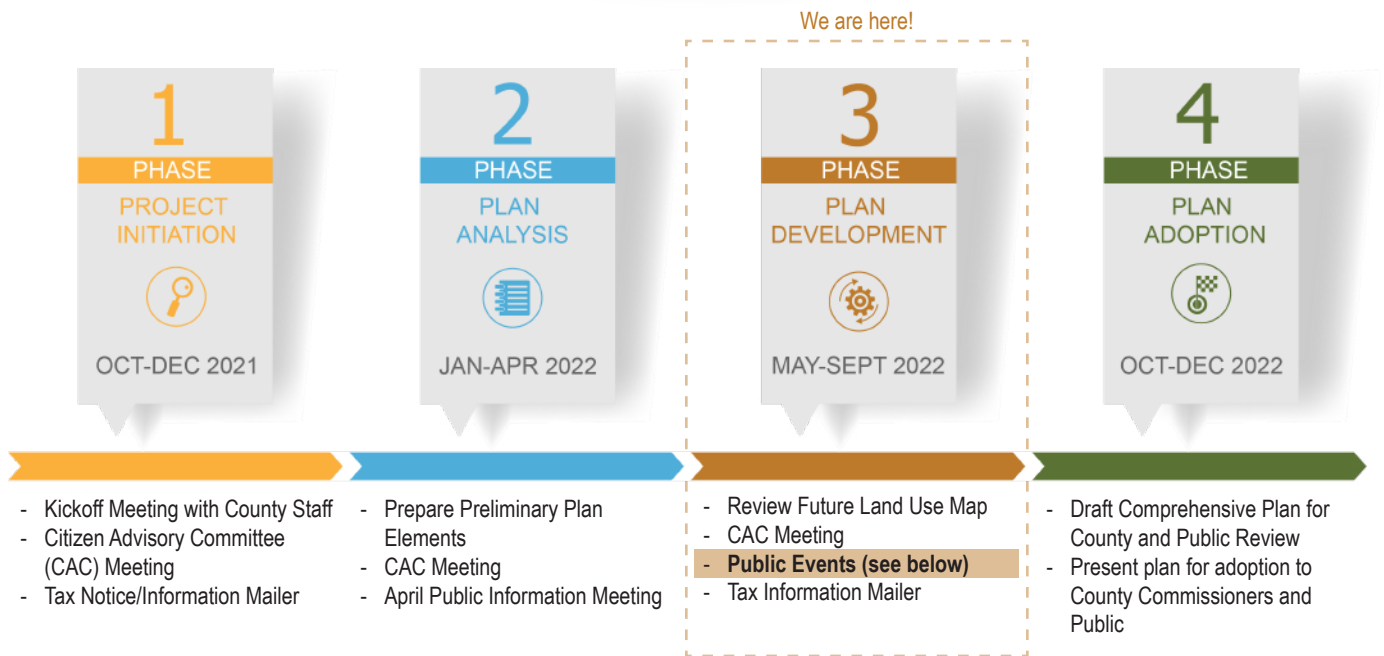 We are here!
1
PHASE
PROJECT
INITIATION
OCT-DEC 2021
2
PHASE
PLAN
ANALYSIS
JAN-APR 2022
3
PHASE
PLAN
DEVELOPMENT
MAY-SEPT 2022
4
PHASE
PLAN
ADOPTION
OCT-DEC 2022
- Kickoff Meeting with County Staff
- Citizen Advisory Committee
(CAC) Meeting
- Tax Notice/Information Mailer
- Prepare Preliminary Plan
Elements
- CAC Meeting
- April Public Information Meeting
- Review Future Land Use Map
- CAC Meeting
- Public Events (see below)
- Tax Information Mailer
- Draft Comprehensive Plan for
County and Public Review
- Present plan for adoption to
County Commissioners and
Public